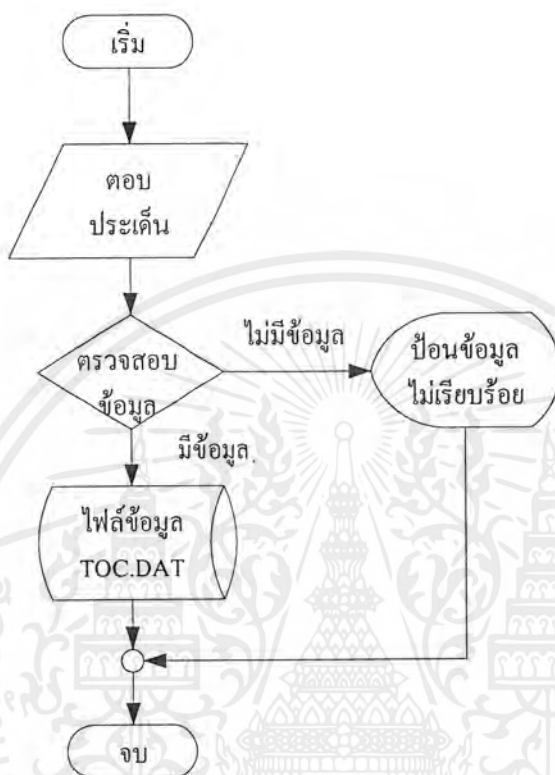 เริ่ม
ตอบ
ประเด็น
ตรวจสอบ
ข้อมูล
ไม่มีข้อมูล
ป้อนข้อมูล
ไม่เรียบร้อย
มีข้อมูล
ไฟล์ข้อมูล
TOC.DAT
จบ